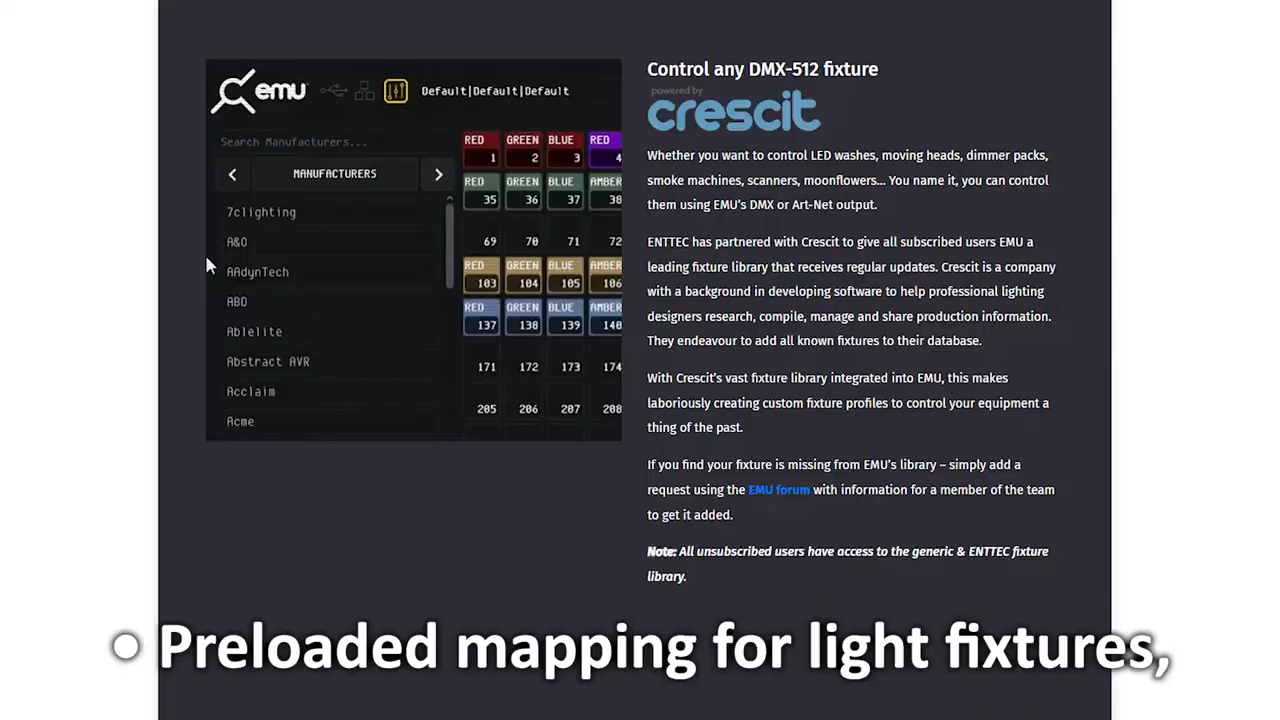 emu
Default|Default|Default
Search Manufacturers...
MANUFACTURERS
7clighting
A&O
AAdynTech
ABD
Ablelite
Abstract AVR
Acclaim
Acme
RED GREEN BLUE RED
1 2 3 4
RED GREEN BLUE AMBER
35 36 37 38
69 70 71 72
RED GREEN BLUE AMBER
103 104 105 106
RED GREEN BLUE AMBER
137 138 139 140
171 172 173 174
205 206 207 208
Control any DMX-512 fixture
powered by
crescit
Whether you want to control LED washes, moving heads, dimmer packs,
smoke machines, scanners, moonflowers... You name it, you can control
them using EMU's DMX or Art-Net output.
ENTTEC has partnered with Crescit to give all subscribed users EMU a
leading fixture library that receives regular updates. Crescit is a company
with a background in developing software to help professional lighting
designers research, compile, manage and share production information.
They endeavour to add all known fixtures to their database.
With Crescit's vast fixture library integrated into EMU, this makes
laboriously creating custom fixture profiles to control your equipment a
thing of the past.
If you find your fixture is missing from EMU's library – simply add a
request using the EMU forum with information for a member of the team
to get it added.
Note: All unsubscribed users have access to the generic & ENTTEC fixture
library.
• Preloaded mapping for light fixtures,